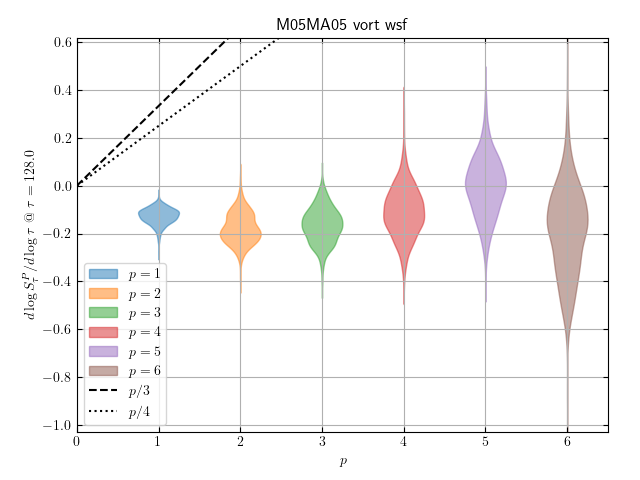 M05MA05 vort wsf
d log S_τ^P / d log τ @ τ = 128.0
0.6
0.4
0.2
0.0
−0.2
−0.4
−0.6
−0.8
−1.0
p = 1
p = 2
p = 3
p = 4
p = 5
p = 6
p/3
p/4
0 1 2 3 4 5 6
p